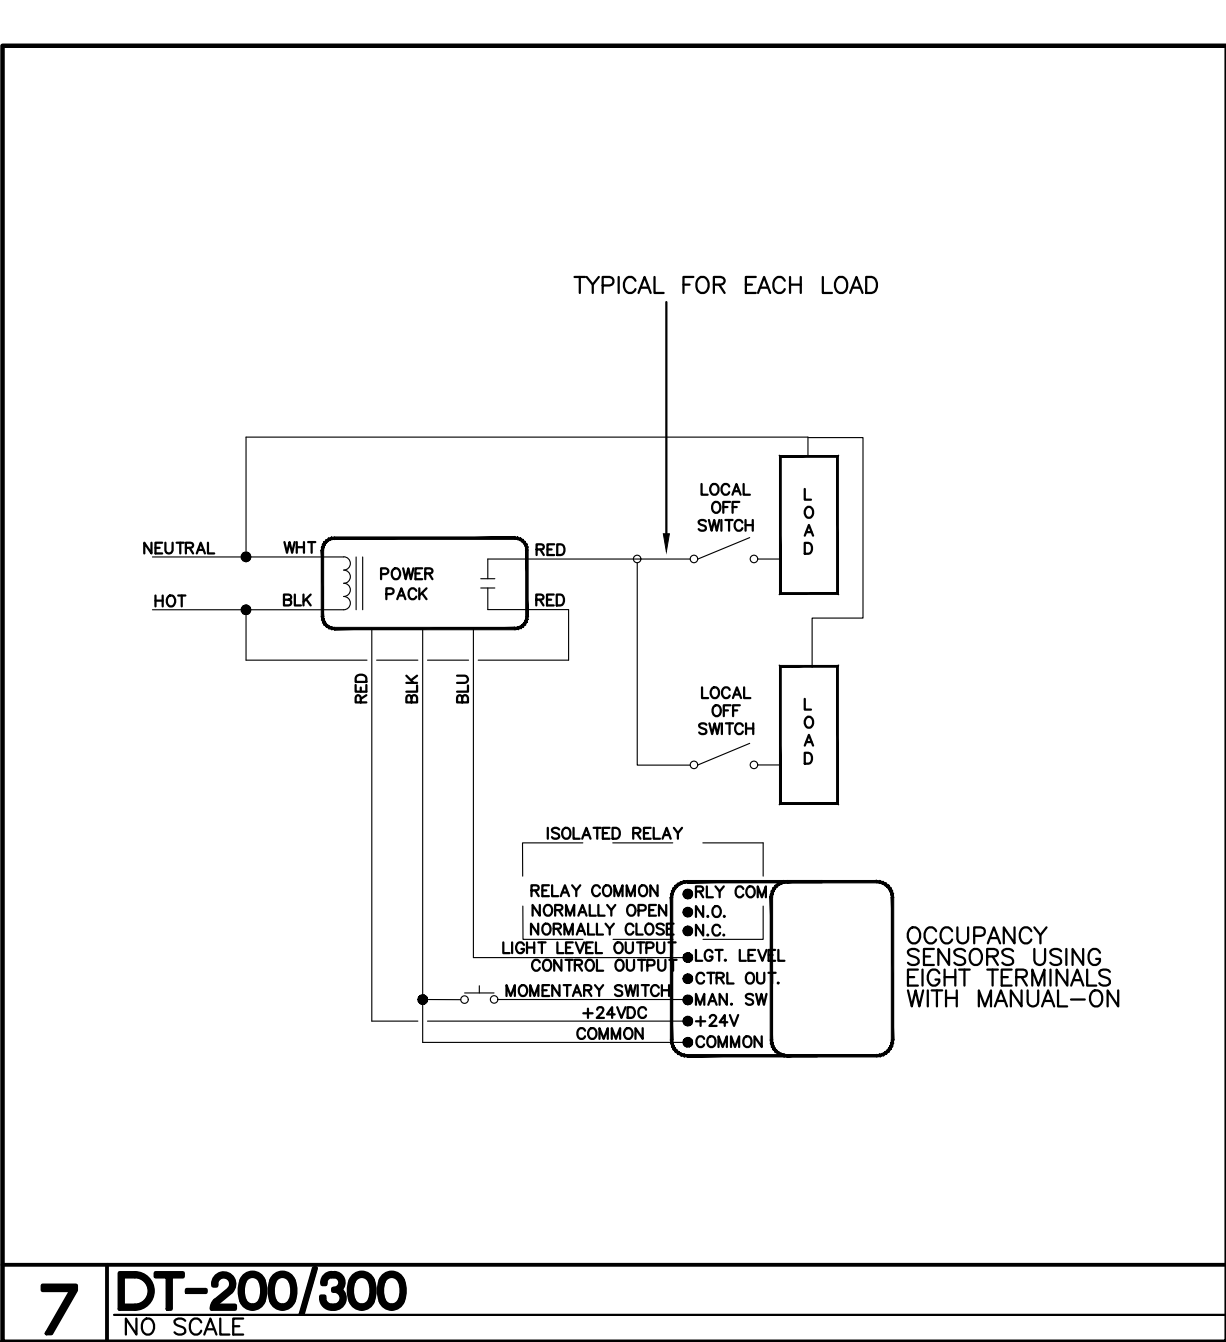 TYPICAL FOR EACH LOAD
LOCAL
OFF
SWITCH
LOAD
NEUTRAL
WHT
HOT
BLK
POWER
PACK
RED
RED
RED
BLK
BLU
LOCAL
OFF
SWITCH
LOAD
ISOLATED RELAY
RELAY COMMON
RLY COM
NORMALLY OPEN
N.O.
NORMALLY CLOSE
N.C.
LIGHT LEVEL OUTPUT
LGT. LEVEL
CONTROL OUTPUT
CTRL OUT.
MOMENTARY SWITCH
MAN. SW
+24VDC
+24V
COMMON
COMMON
OCCUPANCY
SENSORS USING
EIGHT TERMINALS
WITH MANUAL-ON
7
DT-200/300
NO SCALE